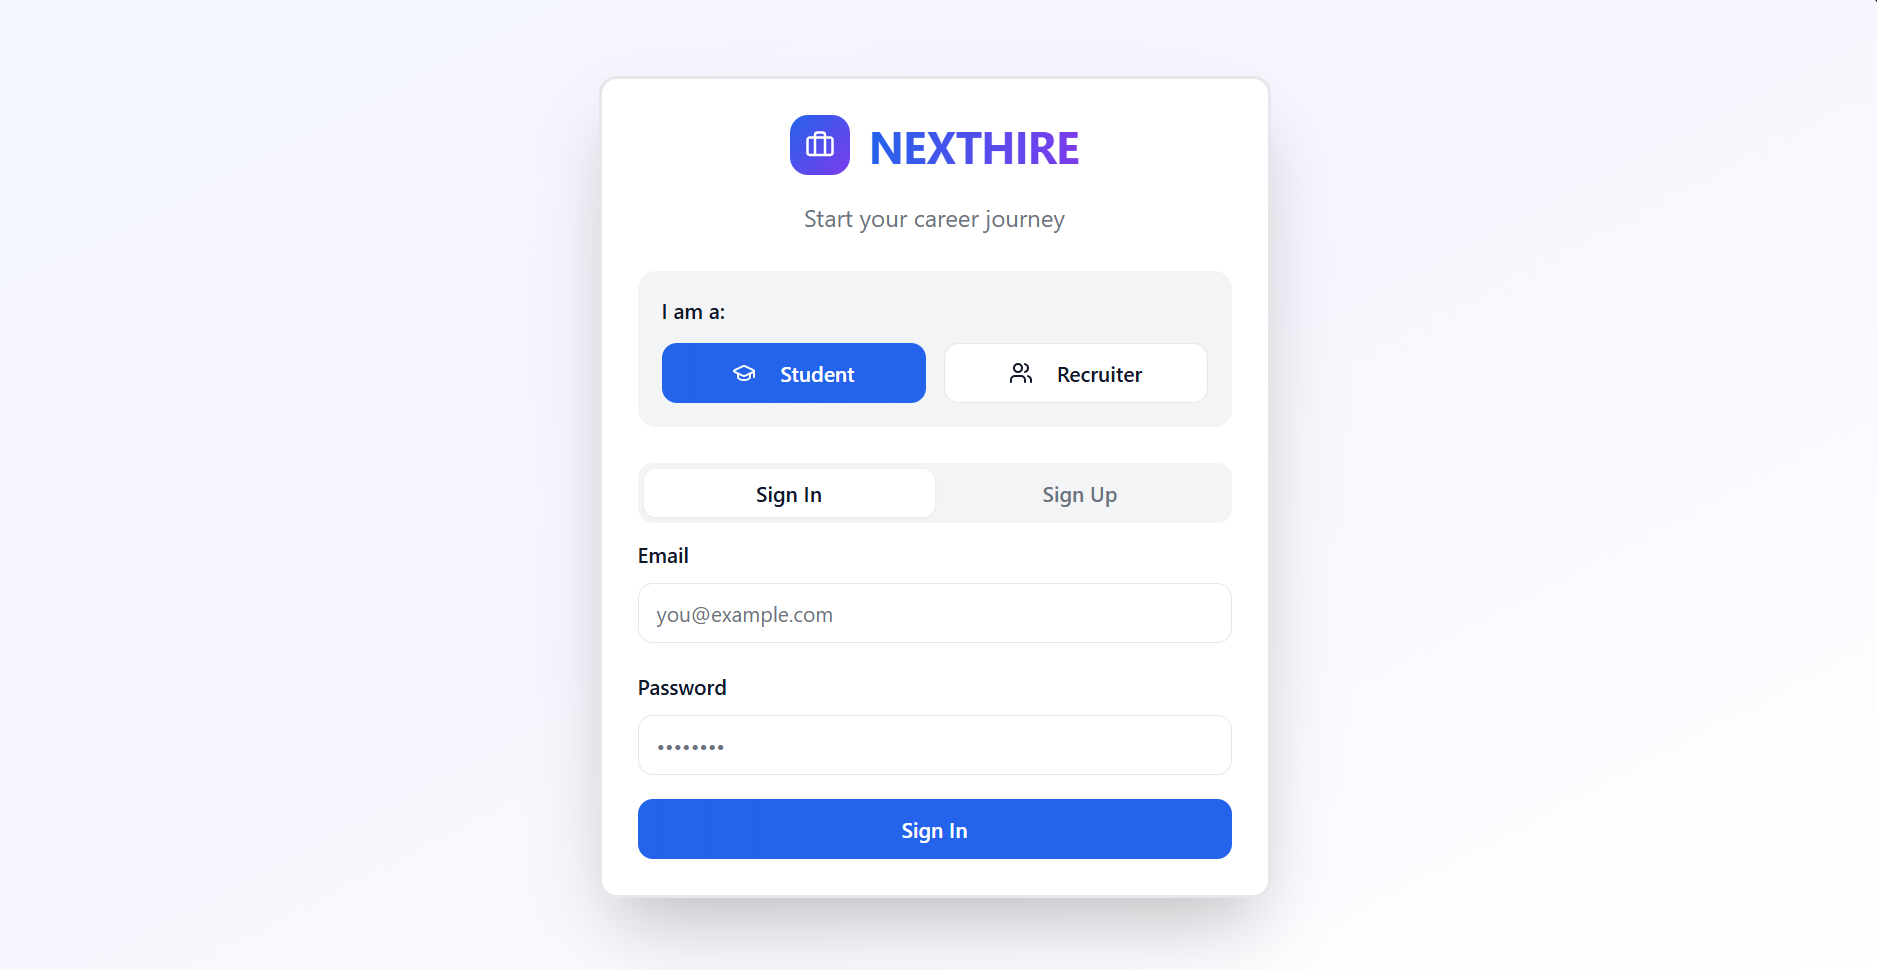 NEXTHIRE
Start your career journey
I am a:
Student Recruiter
Sign In Sign Up
Email
you@example.com
Password
••••••••
Sign In